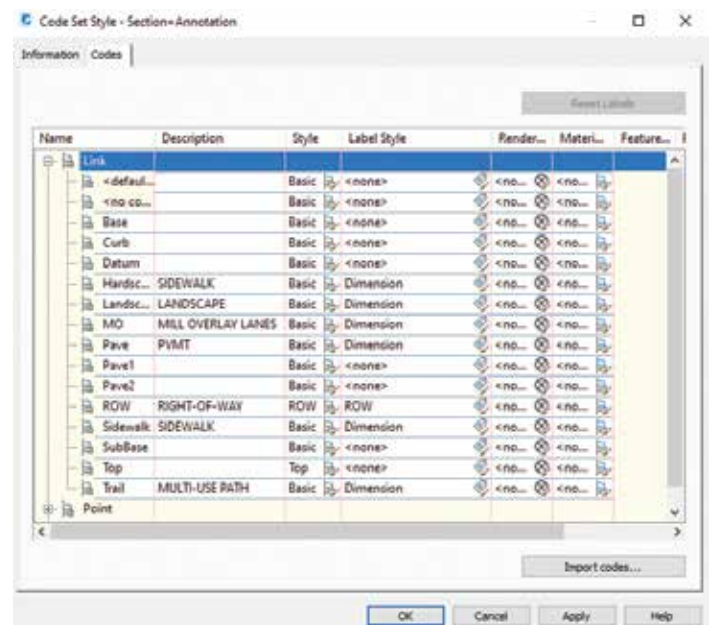 Code Set Style - Section=Annotation
Information Codes
Reset Labels
Name Description Style Label Style Render... Materi... Feature...
Link
<defaul... Basic <none> <no... <no...
<no co... Basic <none> <no... <no...
Base Basic <none> <no... <no...
Curb Basic <none> <no... <no...
Datum Basic <none> <no... <no...
Hardsc... SIDEWALK Basic Dimension <no... <no...
Landsc... LANDSCAPE Basic Dimension <no... <no...
MO MILL OVERLAY LANES Basic Dimension <no... <no...
Pave PVMT Basic Dimension <no... <no...
Pave1 Basic <none> <no... <no...
Pave2 Basic <none> <no... <no...
ROW RIGHT-OF-WAY ROW ROW <no... <no...
Sidewalk SIDEWALK Basic Dimension <no... <no...
SubBase Basic <none> <no... <no...
Top Top <none> <no... <no...
Trail MULTI-USE PATH Basic Dimension <no... <no...
Point
Import codes...
OK Cancel Apply Help